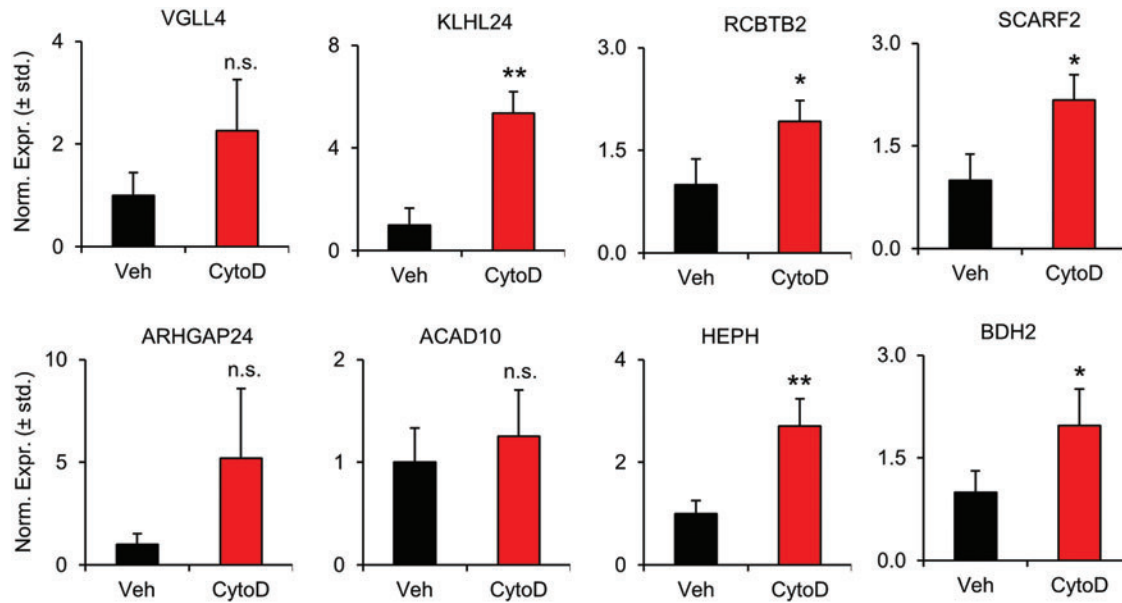 VGLL4
KLHL24
RCBTB2
SCARF2
Norm. Expr. (± std.)
4
2
0
n.s.
Veh
CytoD
8
4
0
**
Veh
CytoD
3.0
1.5
0.0
*
Veh
CytoD
3.0
1.5
0.0
*
Veh
CytoD
ARHGAP24
ACAD10
HEPH
BDH2
Norm. Expr. (± std.)
10
5
0
n.s.
Veh
CytoD
2
1
0
n.s.
Veh
CytoD
4
2
0
**
Veh
CytoD
3.0
1.5
0.0
*
Veh
CytoD